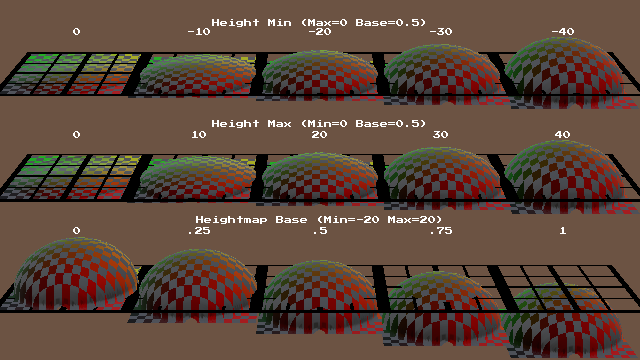 Height Min (Max=0 Base=0.5)
0 -10 -20 -30 -40
Height Max (Min=0 Base=0.5)
0 10 20 30 40
Heightmap Base (Min=-20 Max=20)
0 .25 .5 .75 1